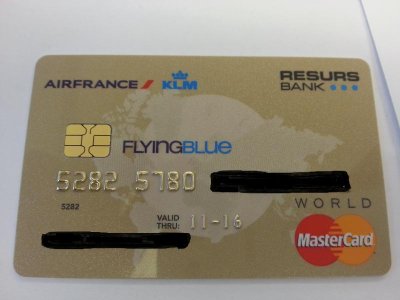 AIRFRANCE KLM RESURS
BANK
FLYINGBLUE
5282 5780
5282
WORLD
VALID
THRU: 11-16
MasterCard